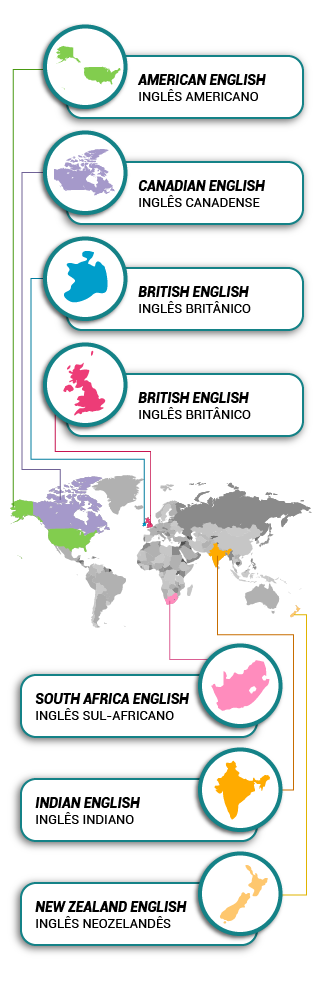 AMERICAN ENGLISH
INGLÊS AMERICANO
CANADIAN ENGLISH
INGLÊS CANADENSE
BRITISH ENGLISH
INGLÊS BRITÂNICO
BRITISH ENGLISH
INGLÊS BRITÂNICO
SOUTH AFRICA ENGLISH
INGLÊS SUL-AFRICANO
INDIAN ENGLISH
INGLÊS INDIANO
NEW ZEALAND ENGLISH
INGLÊS NEOZELANDÊS